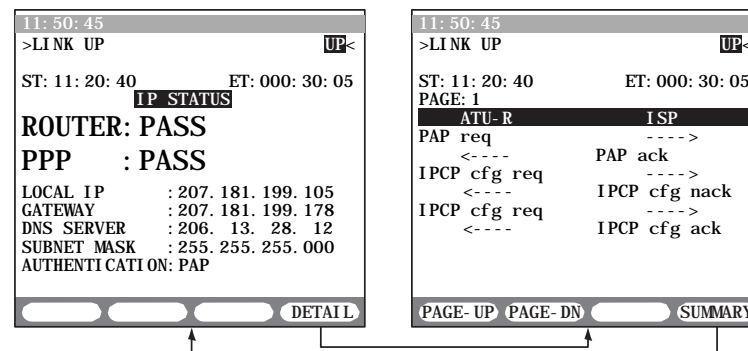 11:50:45
>LINK UP UP<
ST: 11:20:40 ET: 000:30:05
IP STATUS
ROUTER: PASS
PPP : PASS
LOCAL IP : 207.181.199.105
GATEWAY : 207.181.199.178
DNS SERVER : 206. 13. 28. 12
SUBNET MASK : 255.255.255.000
AUTHENTICATION: PAP
DETAIL
11:50:45
>LINK UP UP<
ST: 11:20:40 ET: 000:30:05
PAGE: 1
ATU-R ISP
PAP req ---->
<---- PAP ack
IPCP cfg req ---->
<---- IPCP cfg nack
IPCP cfg req ---->
<---- IPCP cfg ack
PAGE-UP PAGE-DN SUMMARY